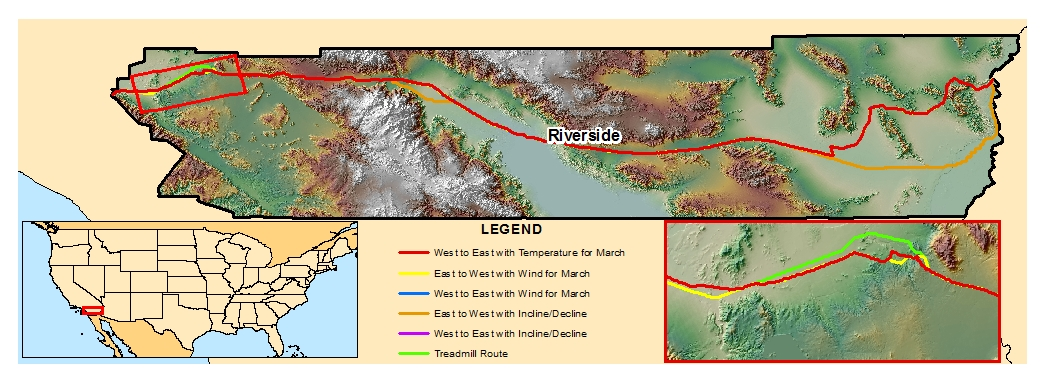 Riverside
LEGEND
West to East with Temperature for March
East to West with Wind for March
West to East with Wind for March
East to West with Incline/Decline
West to East with Incline/Decline
Treadmill Route